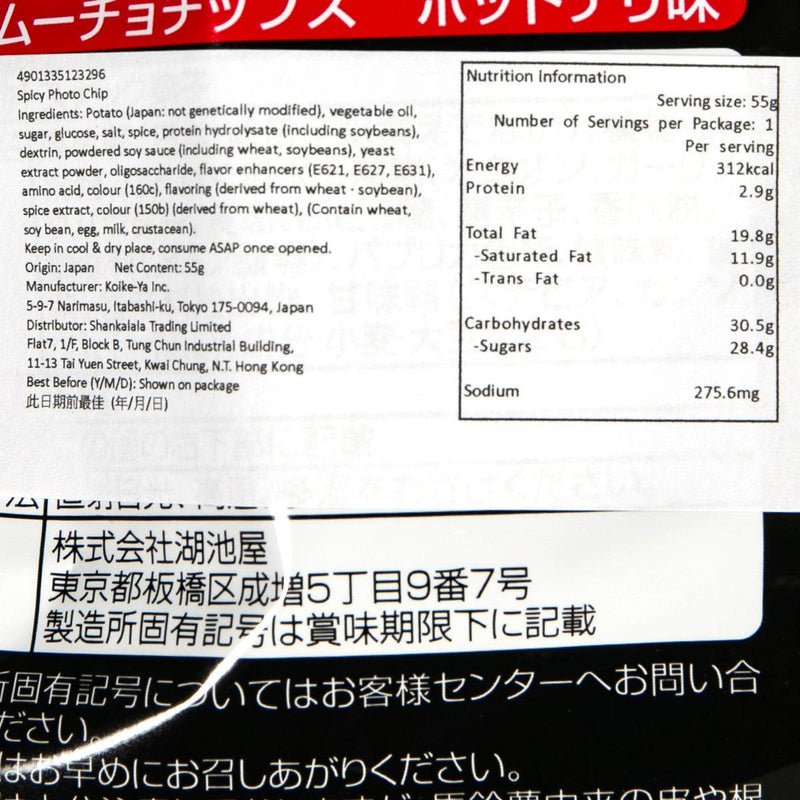 ムーチョチップス ホットチリ味
4901335123296
Spicy Photo Chip
Ingredients: Potato (Japan: not genetically modified), vegetable oil,
sugar, glucose, salt, spice, protein hydrolysate (including soybeans),
dextrin, powdered soy sauce (including wheat, soybeans), yeast
extract powder, oligosaccharide, flavor enhancers (E621, E627, E631),
amino acid, colour (160c), flavoring (derived from wheat · soybean),
spice extract, colour (150b) (derived from wheat), (Contain wheat,
soy bean, egg, milk, crustacean).
Keep in cool & dry place, consume ASAP once opened.
Origin: Japan Net Content: 55g
Manufacturer: Koike-Ya Inc.
5-9-7 Narimasu, Itabashi-ku, Tokyo 175-0094, Japan
Distributor: Shankalala Trading Limited
Flat7, 1/F, Block B, Tung Chun Industrial Building,
11-13 Tai Yuen Street, Kwai Chung, N.T. Hong Kong
Best Before (Y/M/D): Shown on package
此日期前最佳 (年/月/日)
Nutrition Information
Serving size: 55g
Number of Servings per Package: 1
Per serving
Energy 312kcal
Protein 2.9g
Total Fat 19.8g
-Saturated Fat 11.9g
-Trans Fat 0.0g
Carbohydrates 30.5g
-Sugars 28.4g
Sodium 275.6mg
株式会社湖池屋
東京都板橋区成増5丁目9番7号
製造所固有記号は賞味期限下に記載
所固有記号についてはお客様センターへお問い合
ださい。
はお早めにお召しあがりください。